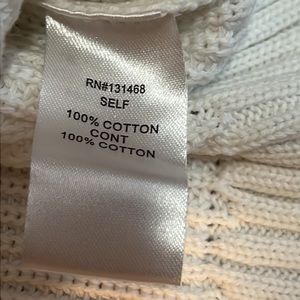 RN#131468
SELF
100% COTTON
CONT
100% COTTON